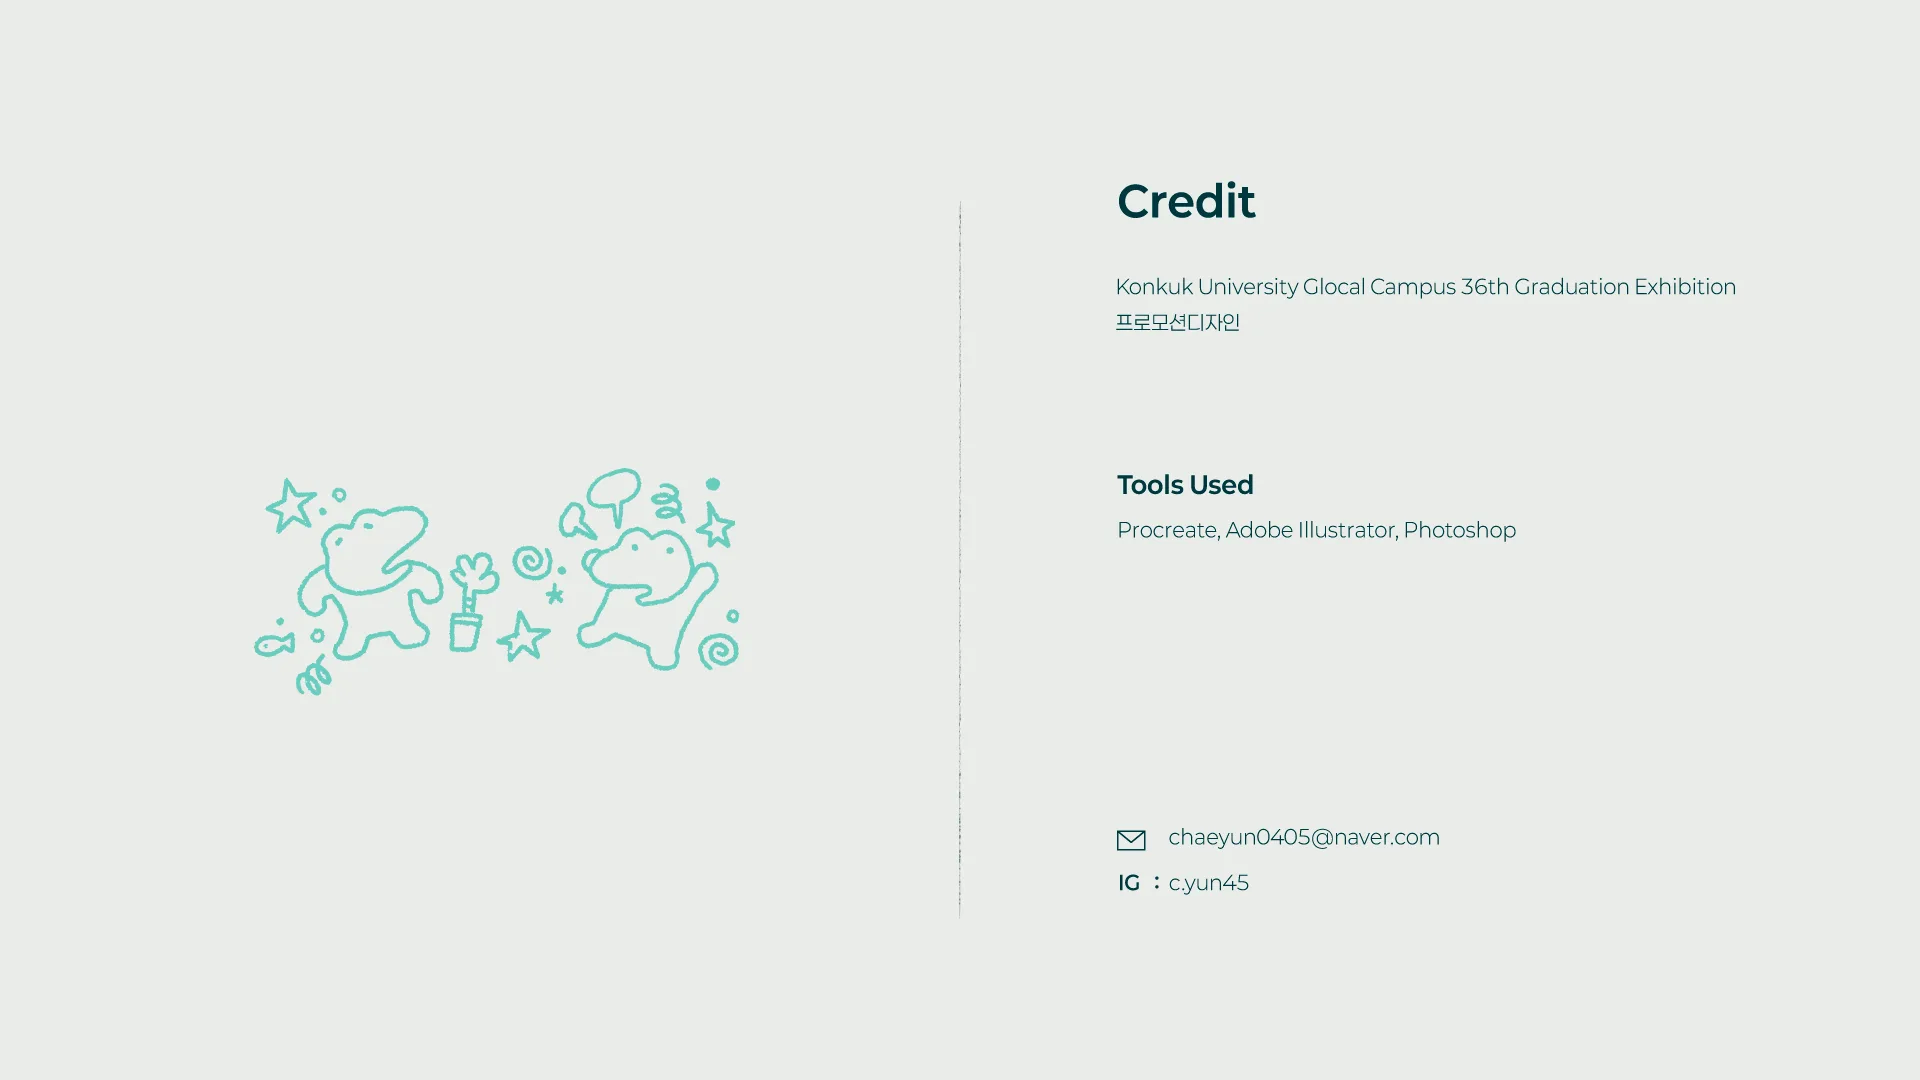 Credit
Konkuk University Glocal Campus 36th Graduation Exhibition
프로모션디자인
Tools Used
Procreate, Adobe Illustrator, Photoshop
chaeyun0405@naver.com
IG : c.yun45